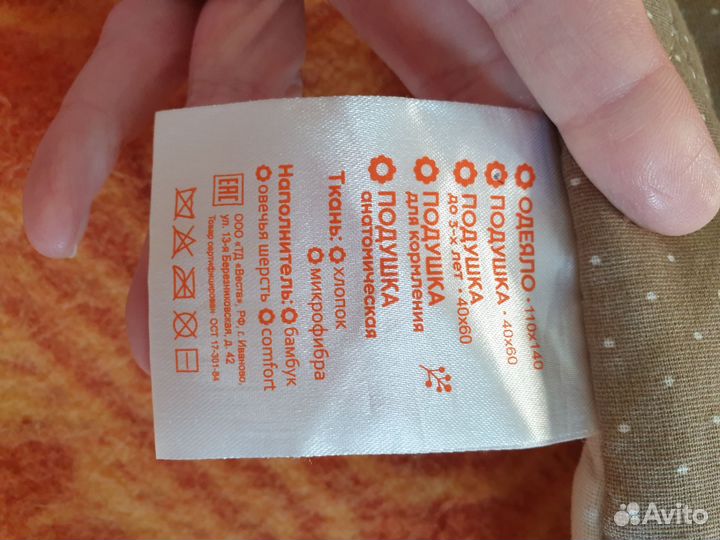 ОДЕЯЛО · 110х140
ПОДУШКА · 40х60
ПОДУШКА
до 3-х лет · 40х60
ПОДУШКА
для кормления
ПОДУШКА
анатомическая
Ткань: хлопок
микрофибра
Наполнитель: бамбук
овечья шерсть comfort
EAC
ООО «ТД «Веста», РФ, г. Иваново,
ул. 13-я Березниковская, д. 42
Товар сертифицирован ОСТ 17-301-84
Avito